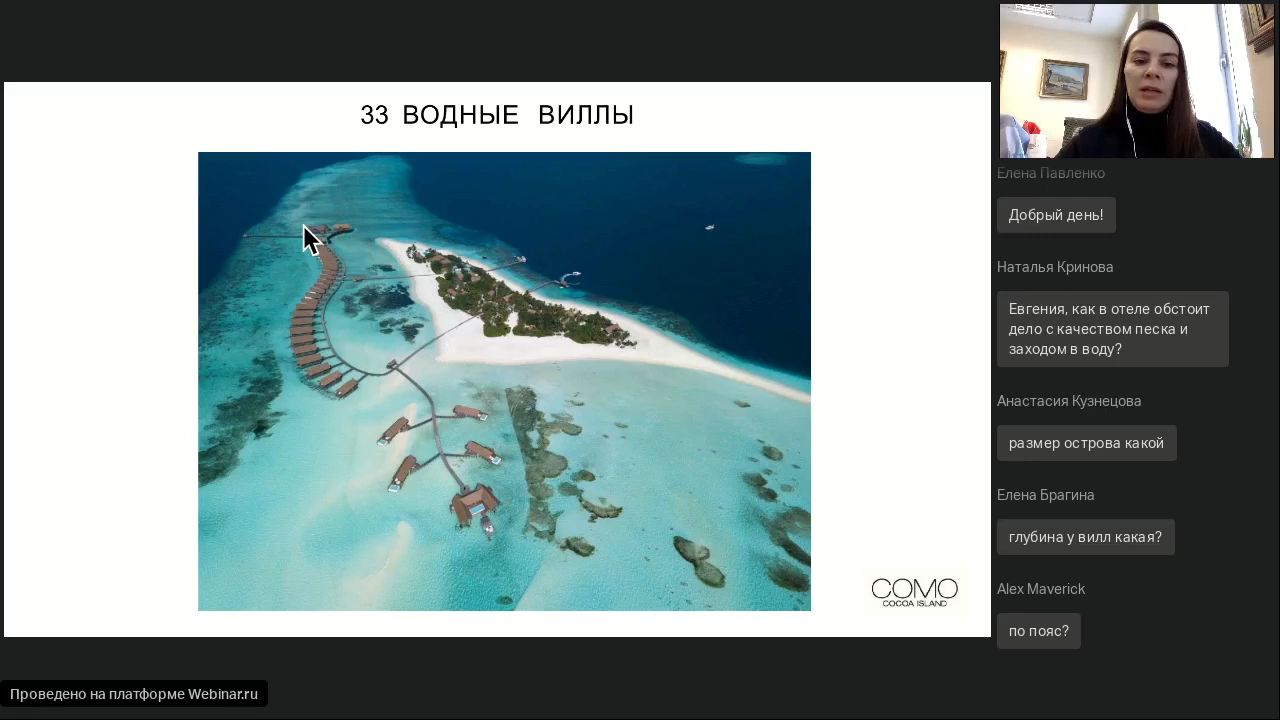 33 ВОДНЫЕ ВИЛЛЫ
COMO
COCOA ISLAND
Елена Павленко
Добрый день!
Наталья Кринова
Евгения, как в отеле обстоит
дело с качеством песка и
заходом в воду?
Анастасия Кузнецова
размер острова какой
Елена Брагина
глубина у вилл какая?
Alex Maverick
по пояс?
Проведено на платформе Webinar.ru